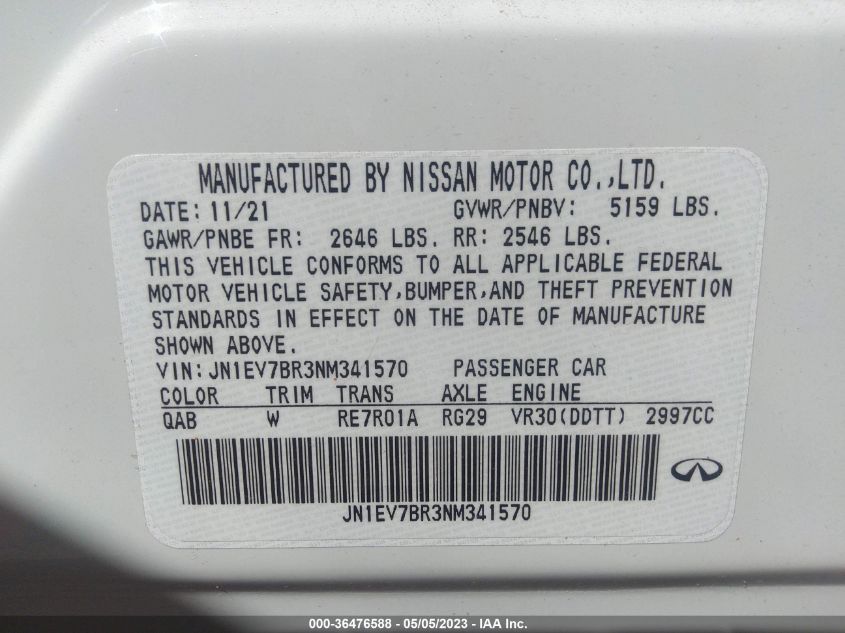 MANUFACTURED BY NISSAN MOTOR CO.,LTD.
DATE: 11/21 GVWR/PNBV: 5159 LBS.
GAWR/PNBE FR: 2646 LBS. RR: 2546 LBS.
THIS VEHICLE CONFORMS TO ALL APPLICABLE FEDERAL
MOTOR VEHICLE SAFETY,BUMPER,AND THEFT PREVENTION
STANDARDS IN EFFECT ON THE DATE OF MANUFACTURE
SHOWN ABOVE.
VIN: JN1EV7BR3NM341570 PASSENGER CAR
COLOR TRIM TRANS AXLE ENGINE
QAB W RE7R01A RG29 VR30(DDTT) 2997CC
JN1EV7BR3NM341570
000-36476588 - 05/05/2023 - IAA Inc.